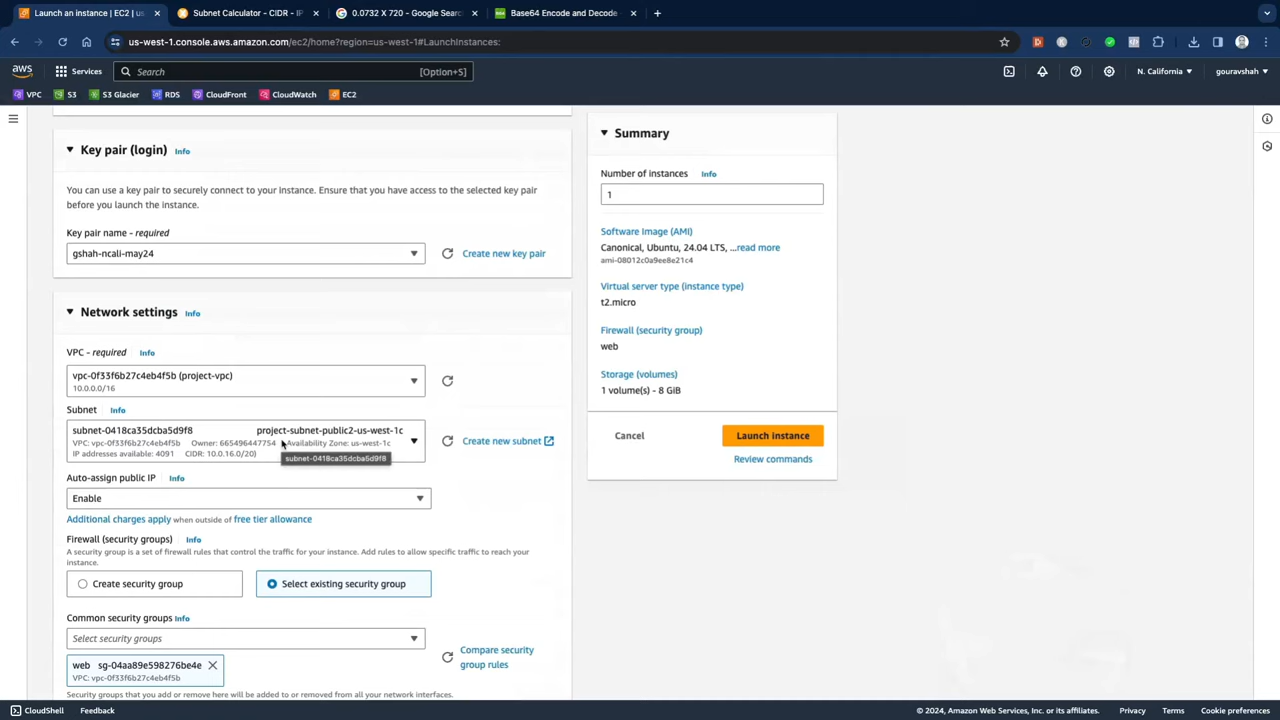 Launch an instance | EC2 | us
Subnet Calculator - CIDR - IP
0.0732 X 720 - Google Searc
Base64 Encode and Decode
us-west-1.console.aws.amazon.com/ec2/home?region=us-west-1#LaunchInstances:
aws
Services
Search
[Option+S]
N. California
gouravshah
VPC
S3
S3 Glacier
RDS
CloudFront
CloudWatch
EC2
Key pair (login) Info
You can use a key pair to securely connect to your instance. Ensure that you have access to the selected key pair
before you launch the instance.
Key pair name - required
gshah-ncali-may24
Create new key pair
Network settings Info
VPC - required Info
vpc-0f33f6b27c4eb4f5b (project-vpc)
10.0.0.0/16
Subnet Info
subnet-0418ca35dcba5d9f8 project-subnet-public2-us-west-1c
VPC: vpc-0f33f6b27c4eb4f5b Owner: 665496447754 Availability Zone: us-west-1c
IP addresses available: 4091 CIDR: 10.0.16.0/20)
subnet-0418ca35dcba5d9f8
Create new subnet
Auto-assign public IP Info
Enable
Additional charges apply when outside of free tier allowance
Firewall (security groups) Info
A security group is a set of firewall rules that control the traffic for your instance. Add rules to allow specific traffic to reach your
instance.
Create security group
Select existing security group
Common security groups Info
Select security groups
web sg-04aa89e598276be4e
VPC: vpc-0f33f6b27c4eb4f5b
Compare security
group rules
Security groups that you add or remove here will be added to or removed from all your network interfaces.
Summary
Number of instances Info
1
Software Image (AMI)
Canonical, Ubuntu, 24.04 LTS, ...read more
ami-08012c0a9ee8e21c4
Virtual server type (instance type)
t2.micro
Firewall (security group)
web
Storage (volumes)
1 volume(s) - 8 GiB
Cancel
Launch instance
Review commands
CloudShell
Feedback
© 2024, Amazon Web Services, Inc. or its affiliates.
Privacy
Terms
Cookie preferences